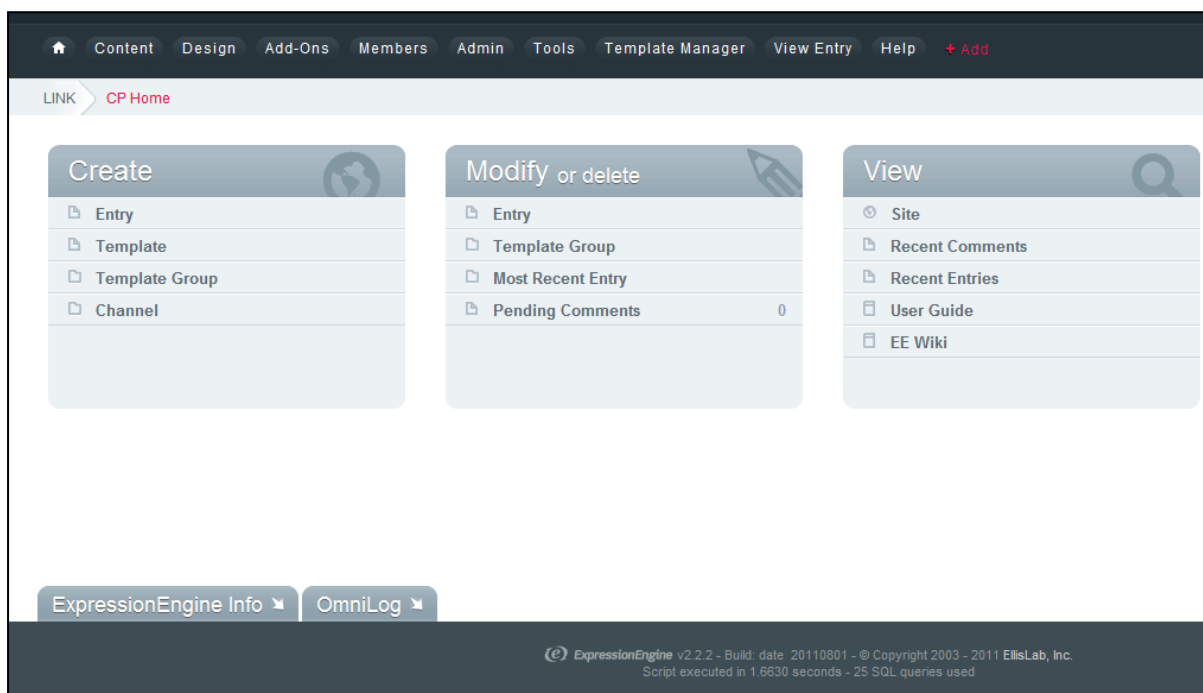 Content Design Add-Ons Members Admin Tools Template Manager View Entry Help + Add
LINK CP Home
Create
Entry
Template
Template Group
Channel
Modify or delete
Entry
Template Group
Most Recent Entry
Pending Comments 0
View
Site
Recent Comments
Recent Entries
User Guide
EE Wiki
ExpressionEngine Info OmniLog
ExpressionEngine v2.2.2 - Build: date 20110801 - © Copyright 2003 - 2011 EllisLab, Inc.
Script executed in 1.6630 seconds - 25 SQL queries used